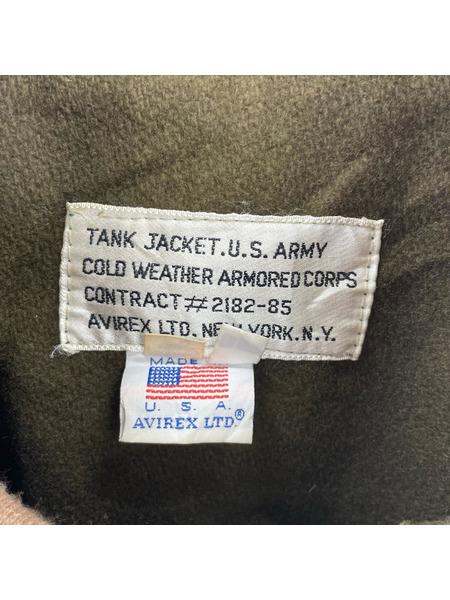 TANK JACKET.U.S. ARMY
COLD WEATHER ARMORED CORPS
CONTRACT # 2182-85
AVIREX LTD. NEW YORK. N.Y.
MADE
U. S. A.
AVIREX LTD.®